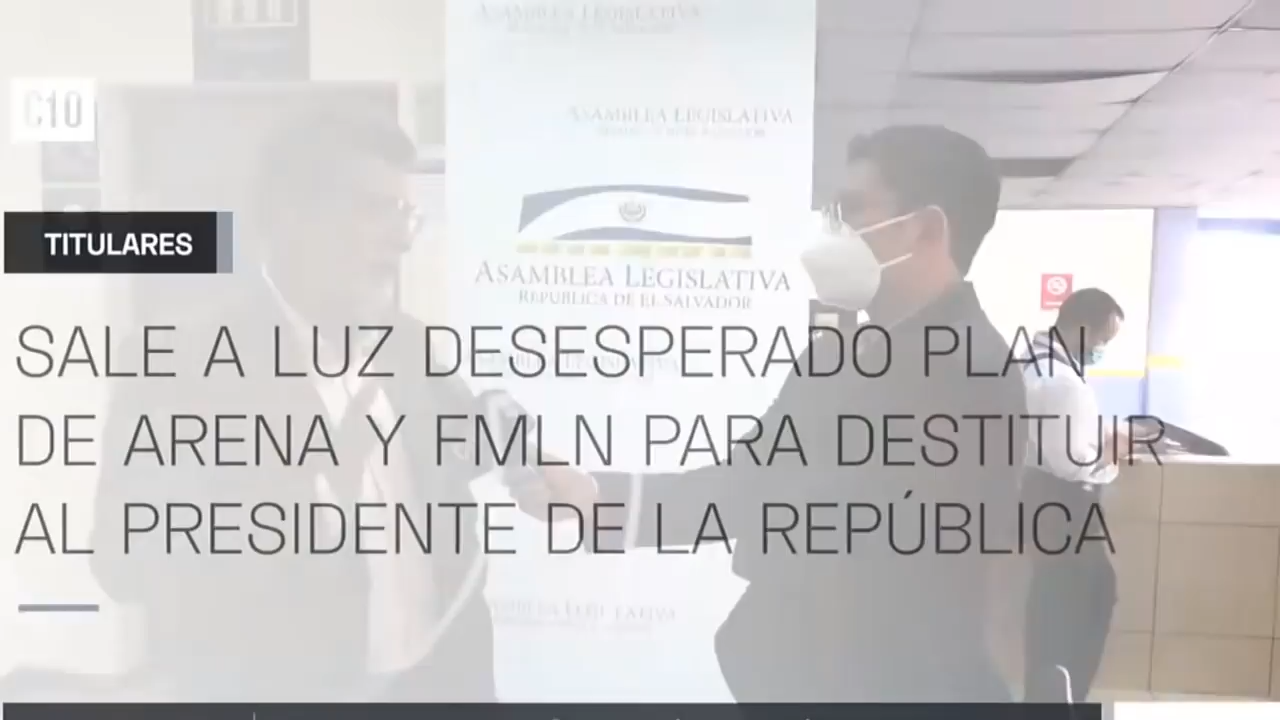 ASAMBLEA LEGISLATIVA
ASAMBLEA LEGISLATIVA
C10
TITULARES
ASAMBLEA LEGISLATIVA
REPÚBLICA DE EL SALVADOR
SALE A LUZ DESESPERADO PLAN
DE ARENA Y FMLN PARA DESTITUIR
AL PRESIDENTE DE LA REPÚBLICA